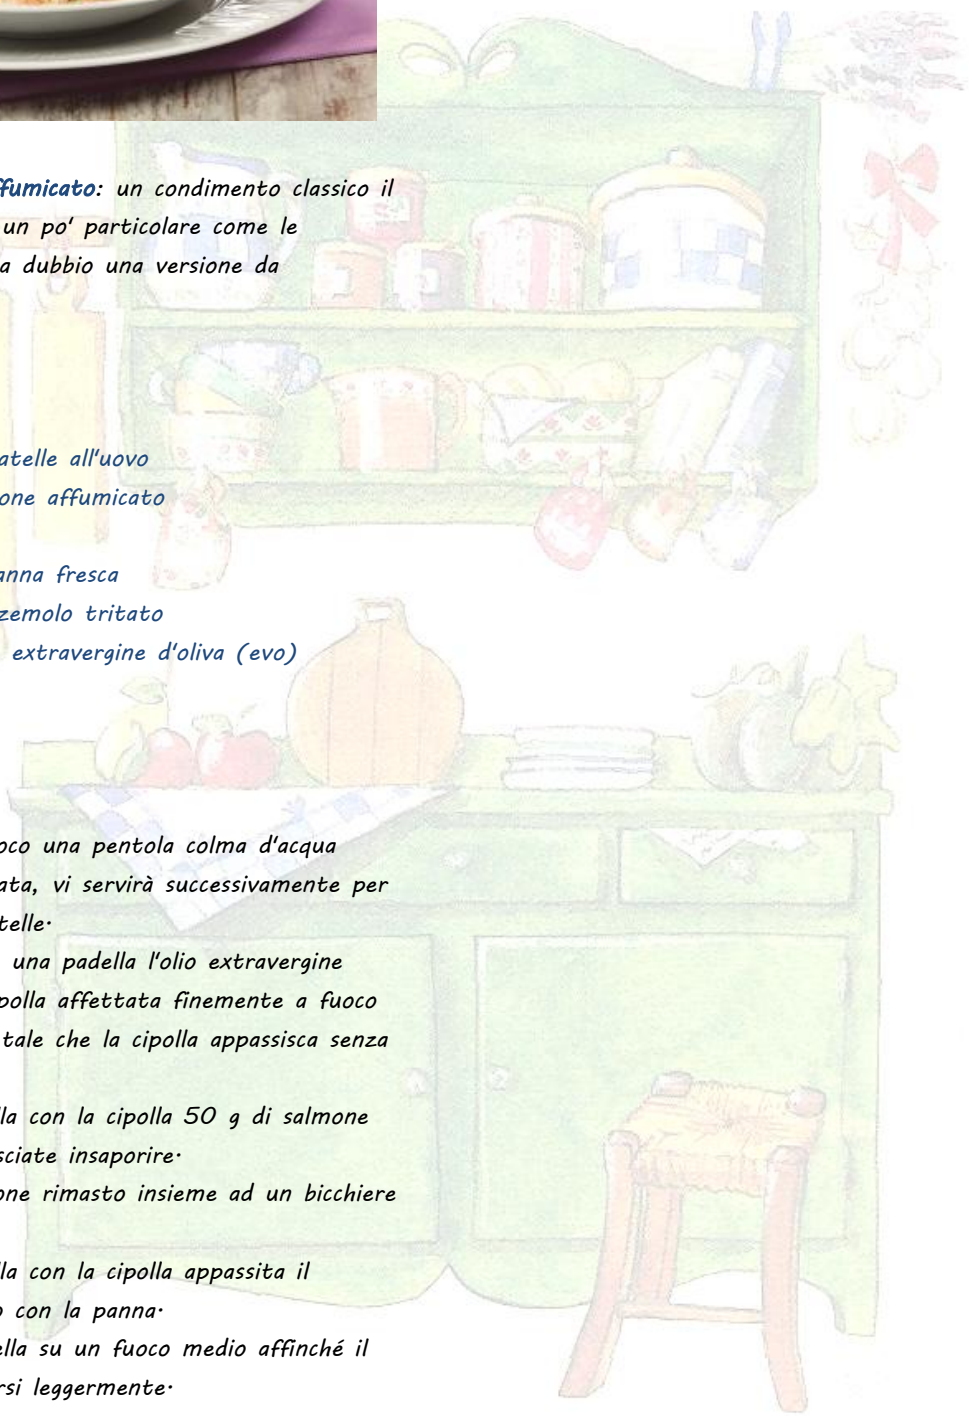 ffumicato: un condimento classico il
un po' particolare come le
a dubbio una versione da
atelle all'uovo
one affumicato
anna fresca
zemolo tritato
extravergine d'oliva (evo)
oco una pentola colma d'acqua
ata, vi servirà successivamente per
telle.
una padella l'olio extravergine
polla affettata finemente a fuoco
tale che la cipolla appassisca senza
lla con la cipolla 50 g di salmone
sciate insaporire.
one rimasto insieme ad un bicchiere
lla con la cipolla appassita il
o con la panna.
ella su un fuoco medio affinché il
rsi leggermente.